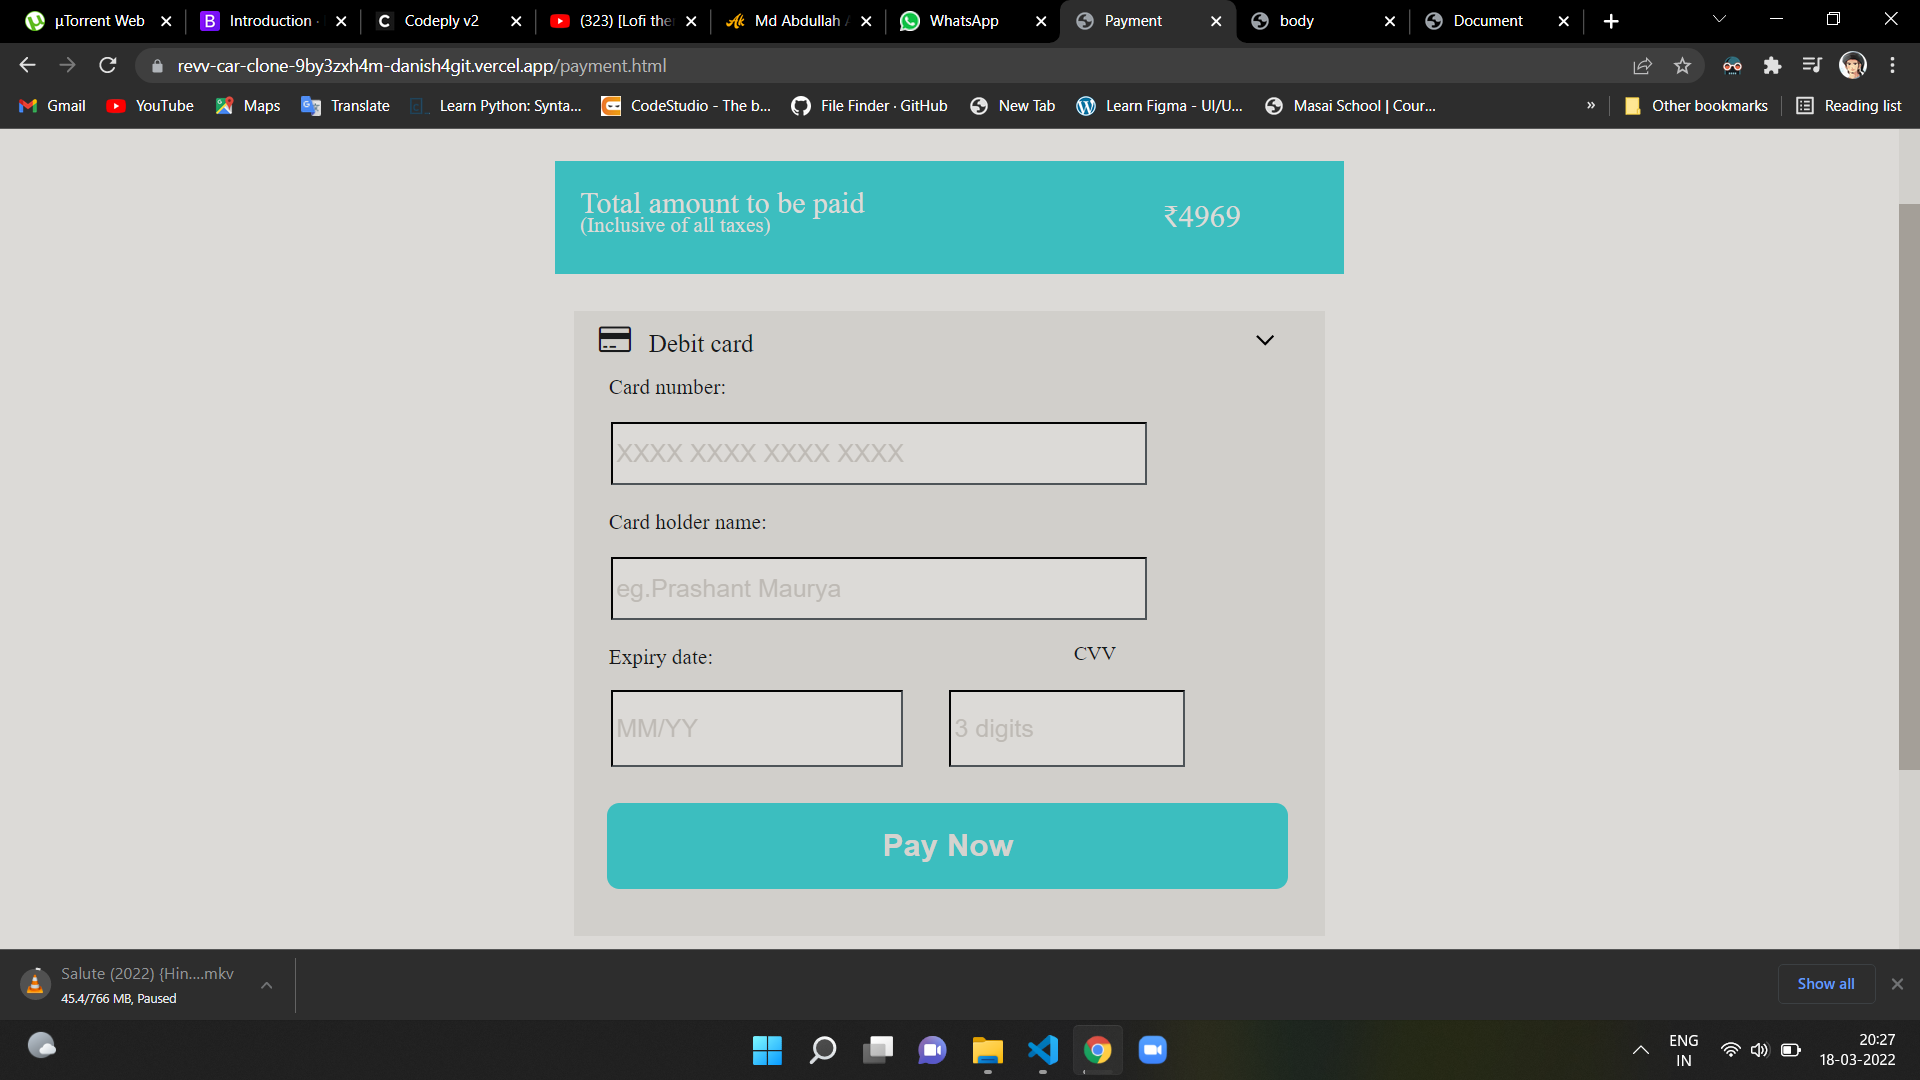 µTorrent Web
Introduction ·
Codeply v2
(323) [Lofi the
Md Abdullah A
WhatsApp
Payment
body
Document
revv-car-clone-9by3zxh4m-danish4git.vercel.app/payment.html
Gmail
YouTube
Maps
Translate
Learn Python: Synta...
CodeStudio - The b...
File Finder · GitHub
New Tab
Learn Figma - UI/U...
Masai School | Cour...
»
Other bookmarks
Reading list
Total amount to be paid
(Inclusive of all taxes)
₹4969
Debit card
Card number:
XXXX XXXX XXXX XXXX
Card holder name:
eg.Prashant Maurya
Expiry date:
CVV
MM/YY
3 digits
Pay Now
Salute (2022) {Hin....mkv
45.4/766 MB, Paused
Show all
ENG
IN
20:27
18-03-2022